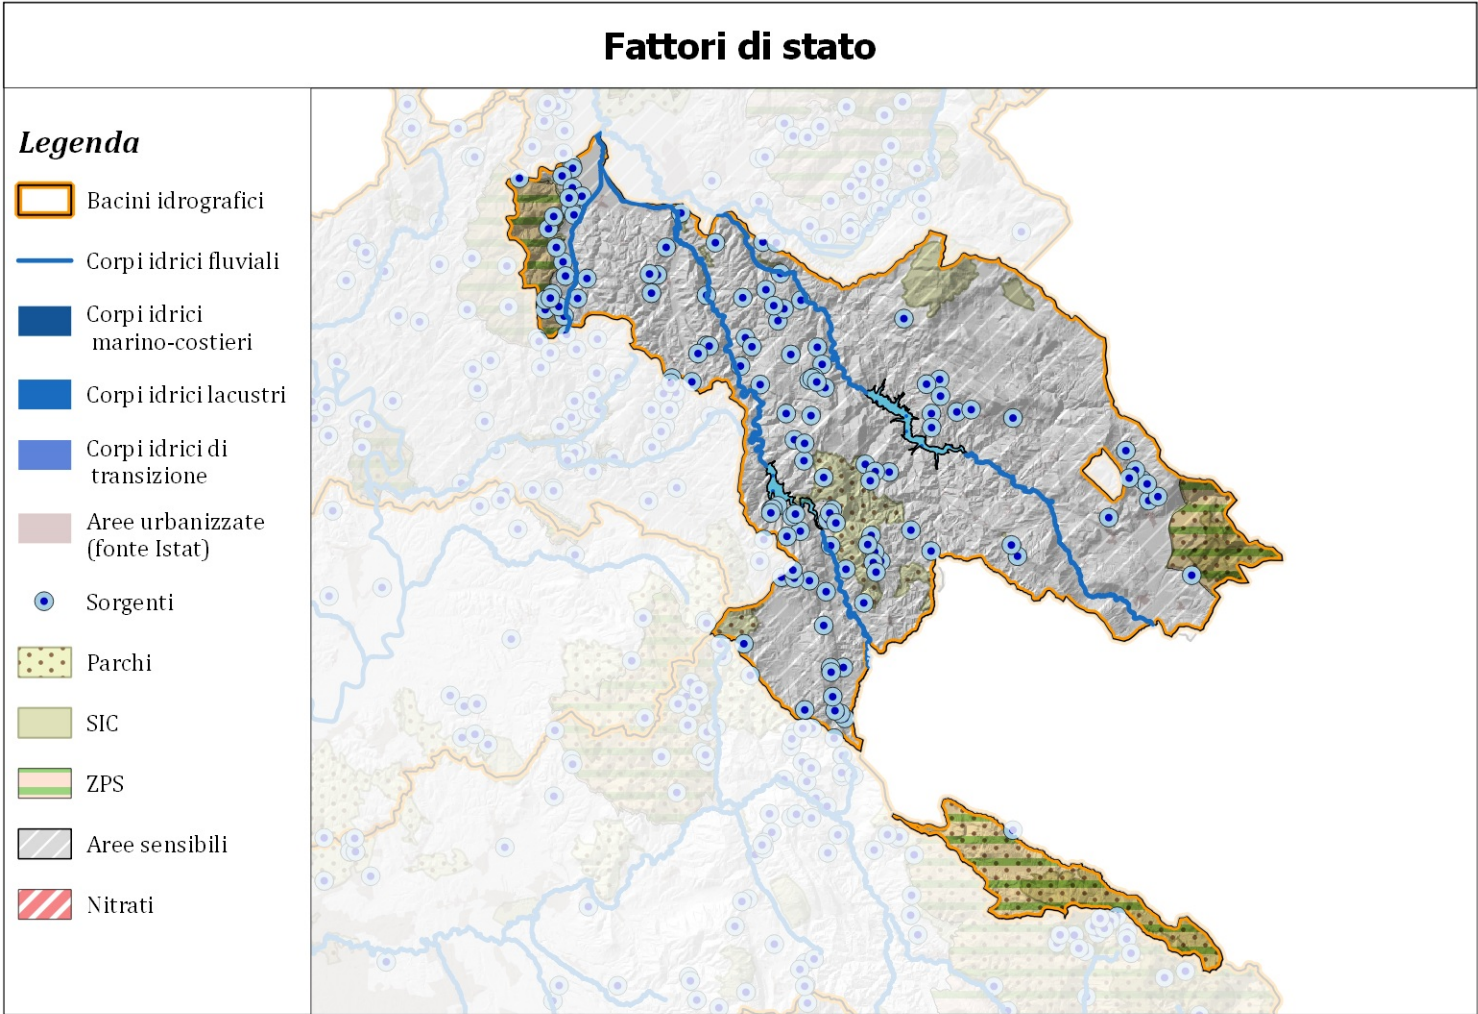 Fattori di stato
Legenda
Bacini idrografici
Corpi idrici fluviali
Corpi idrici
marino-costieri
Corpi idrici lacustri
Corpi idrici di
transizione
Aree urbanizzate
(fonte Istat)
Sorgenti
Parchi
SIC
ZPS
Aree sensibili
Nitrati